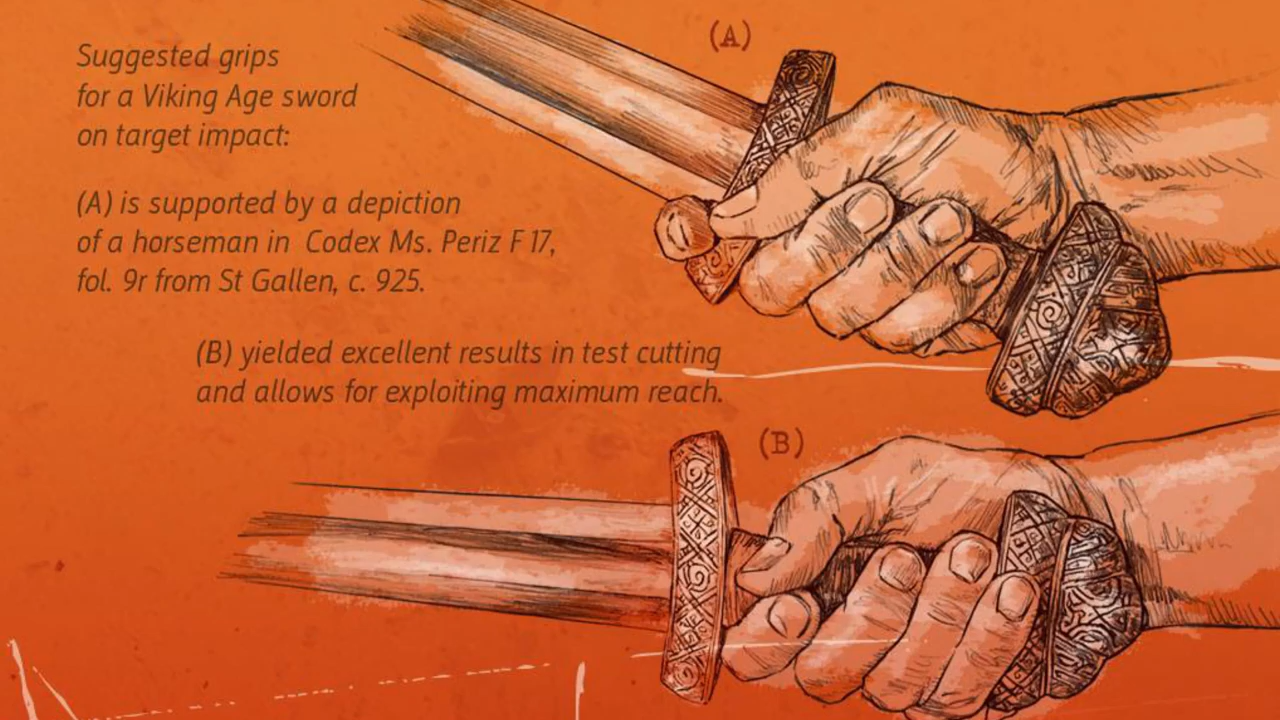 (A)
Suggested grips
for a Viking Age sword
on target impact:
(A) is supported by a depiction
of a horseman in Codex Ms. Periz F 17,
fol. 9r from St Gallen, c. 925.
(B) yielded excellent results in test cutting
and allows for exploiting maximum reach.
(B)